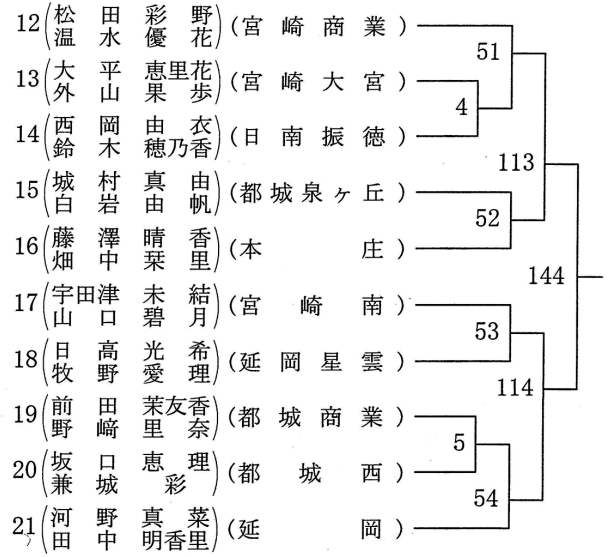 12 松田彩野 温水優花 (宮崎商業)
51
13 大平恵里花 外山果歩 (宮崎大宮)
4
14 西岡由衣 鈴木穂乃香 (日南振徳)
113
15 城村真由 白岩由帆 (都城泉ヶ丘)
52
16 藤澤晴香 畑中栞里 (本庄)
144
17 宇田津未結 山口碧月 (宮崎南)
53
18 日高光希 牧野愛理 (延岡星雲)
114
19 前田茉友香 野﨑里奈 (都城商業)
5
20 坂口恵理 兼城彩 (都城西)
54
21 河野真菜 田中明香里 (延岡)